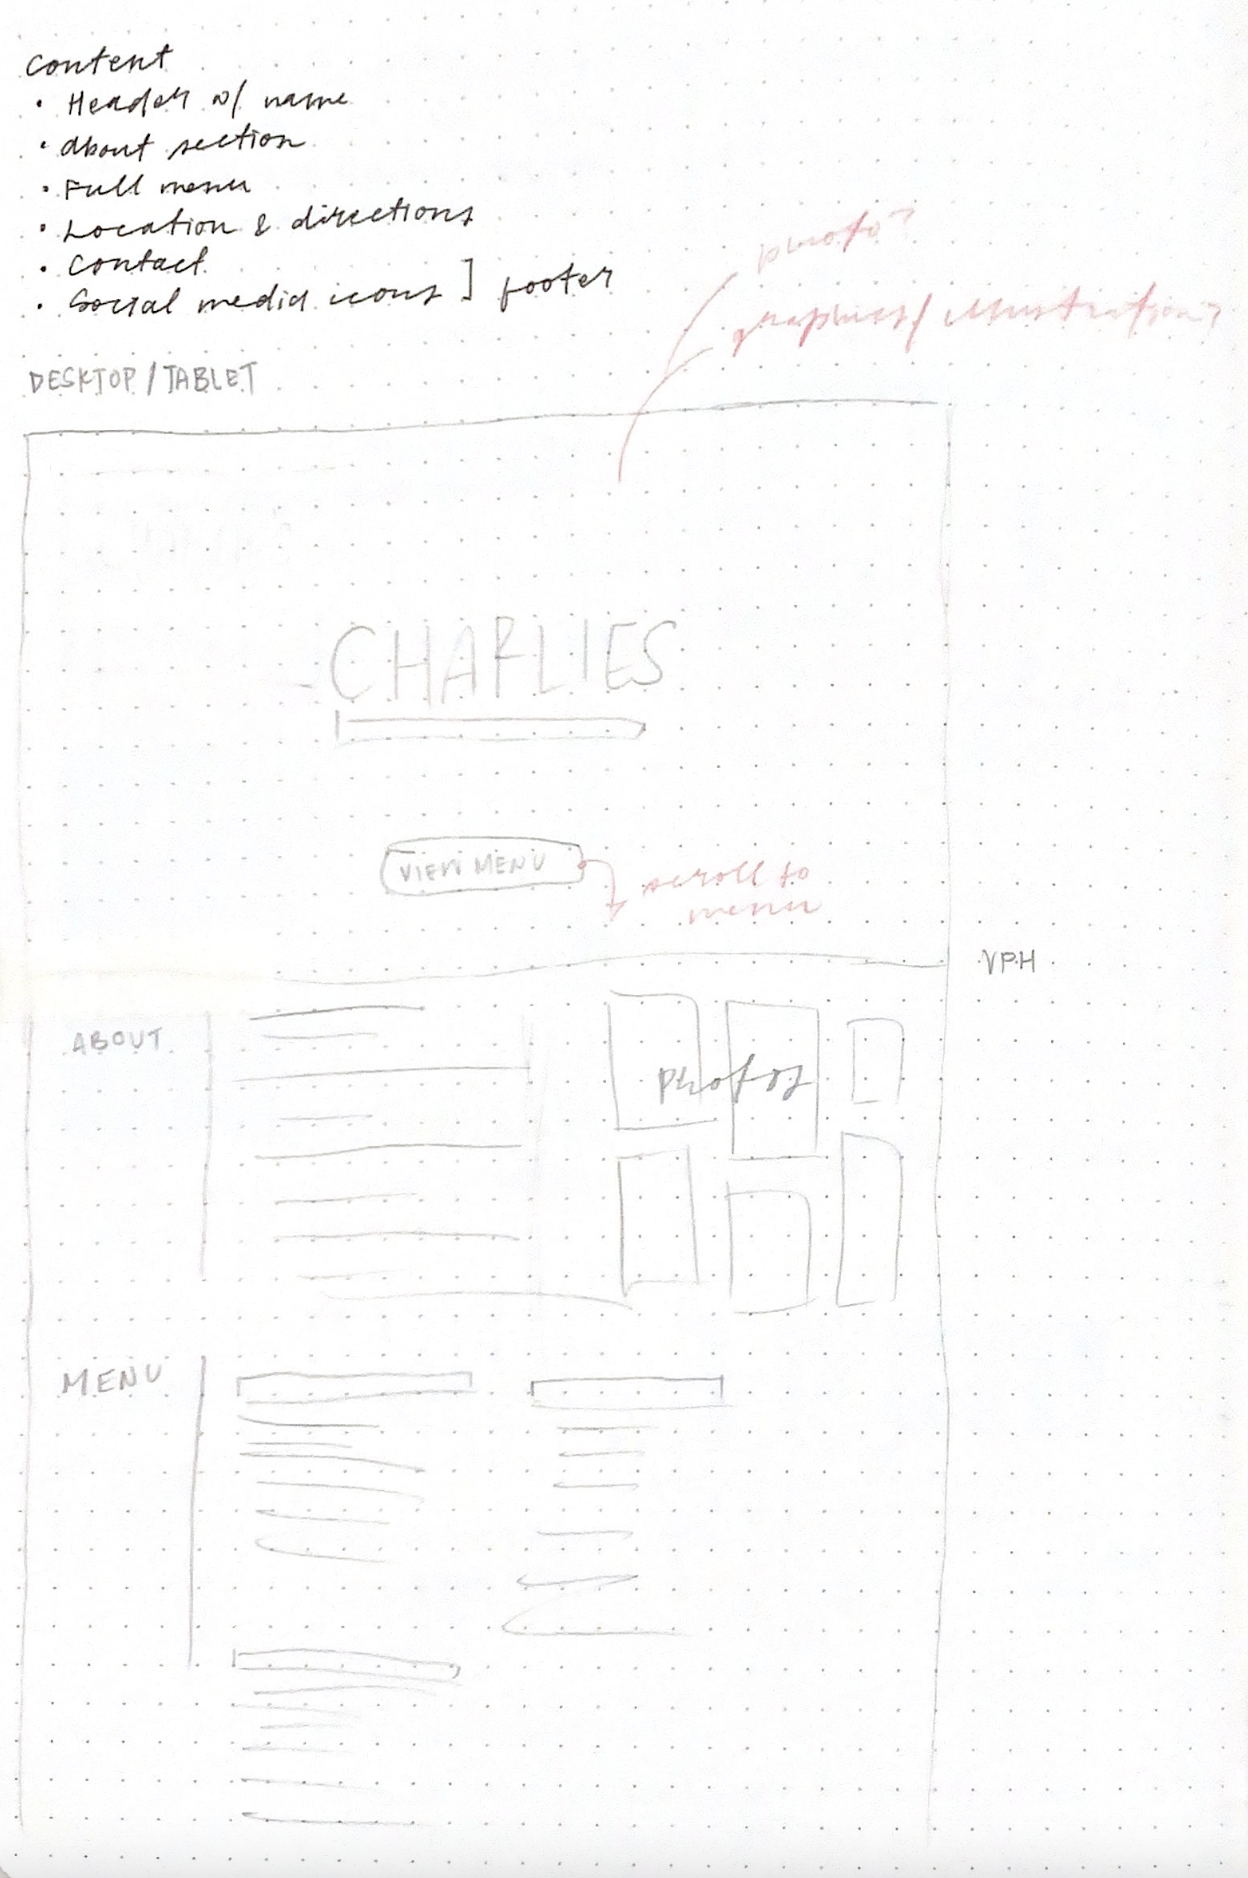 content
• Header w/ name
• About section
• Full menu
• Location & directions
• Contact
• Social media icons ] footer
photo?
graphics/illustration?
DESKTOP/TABLET
CHARLIES
VIEW MENU
scroll to
menu
VPH
ABOUT
photos
MENU